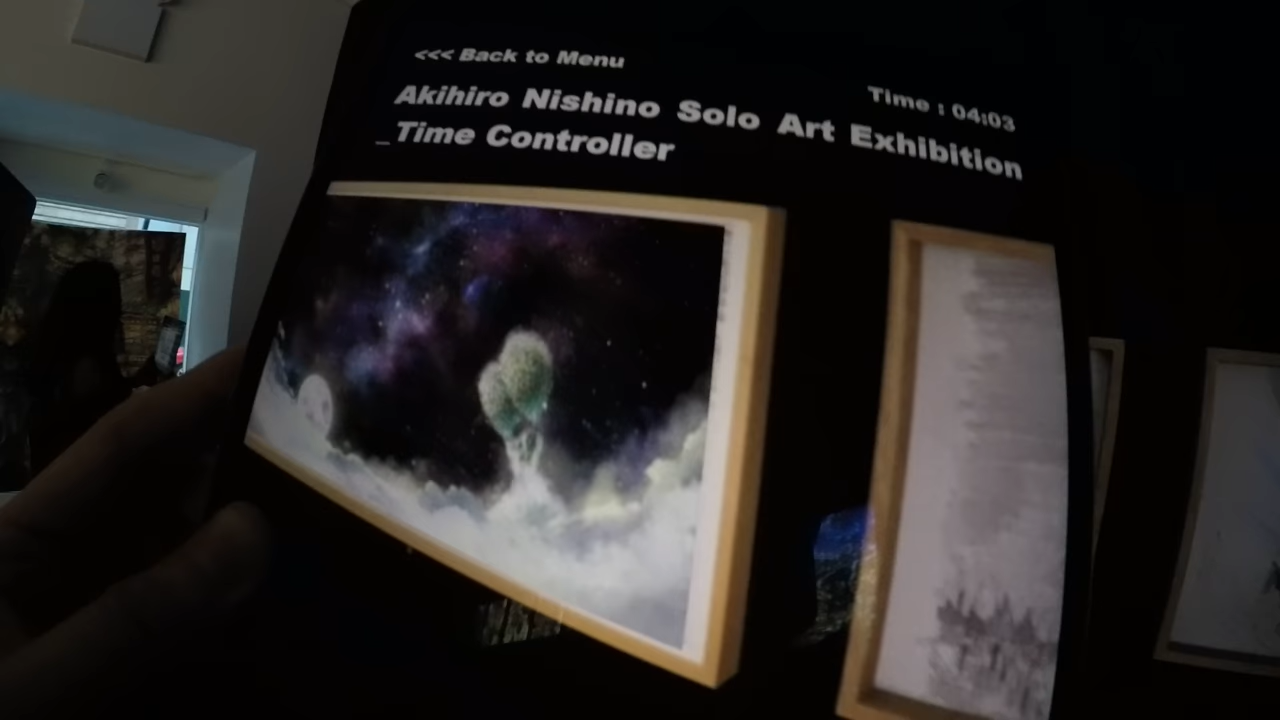 <<< Back to Menu
Time : 04:03
Akihiro Nishino Solo Art Exhibition
_Time Controller